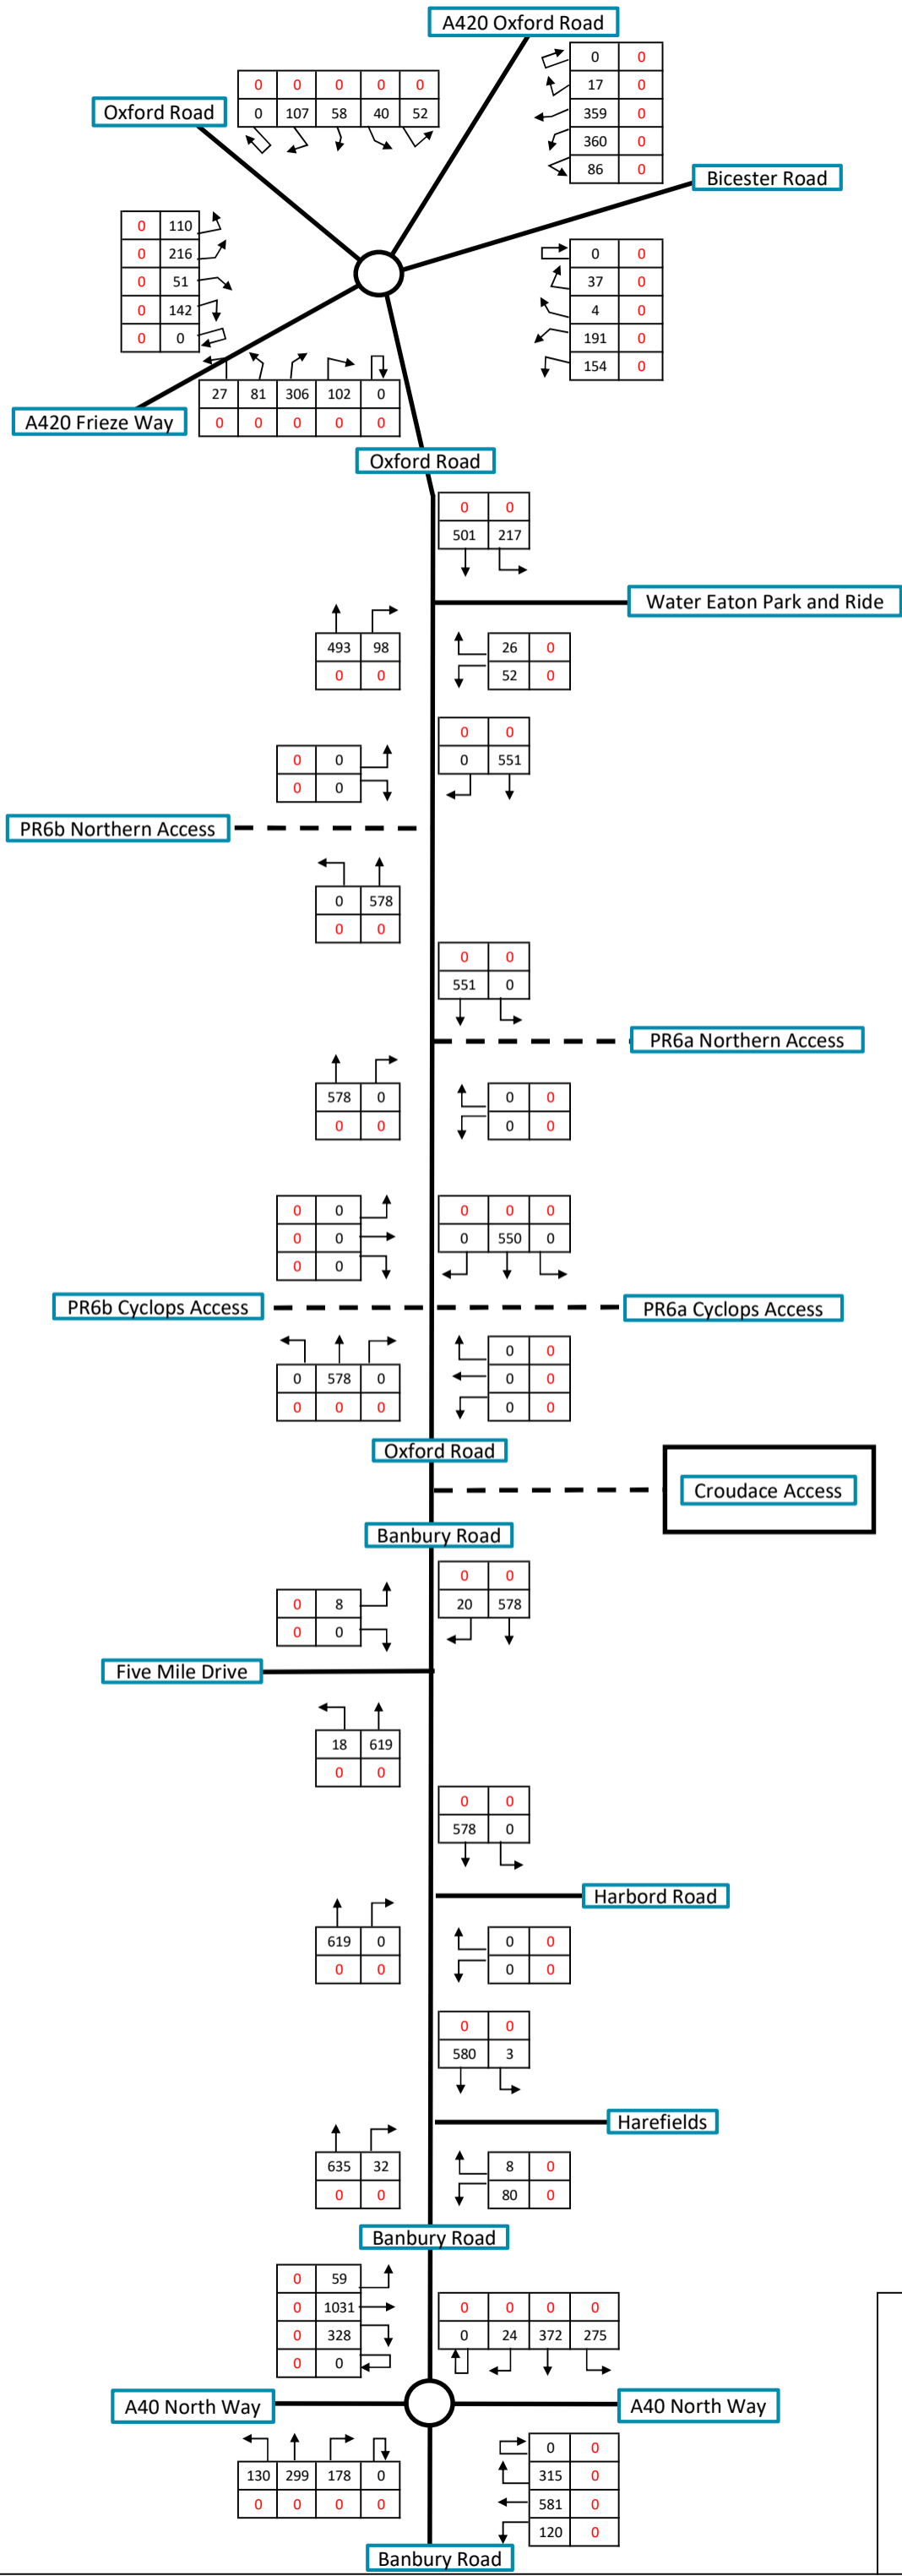 A420 Oxford Road
0 0
17 0
359 0
360 0
86 0
0 0 0 0 0
0 107 58 40 52
Oxford Road
Bicester Road
0 110
0 216
0 51
0 142
0 0
0 0
37 0
4 0
191 0
154 0
27 81 306 102 0
0 0 0 0 0
A420 Frieze Way
Oxford Road
0 0
501 217
Water Eaton Park and Ride
493 98
0 0
26 0
52 0
0 0
0 551
0 0
0 0
PR6b Northern Access
0 578
0 0
0 0
551 0
PR6a Northern Access
578 0
0 0
0 0
0 0
0 0
0 0
0 0
0 0 0
0 550 0
PR6b Cyclops Access
PR6a Cyclops Access
0 578 0
0 0 0
0 0
0 0
0 0
Oxford Road
Croudace Access
Banbury Road
0 0
20 578
0 8
0 0
Five Mile Drive
18 619
0 0
0 0
578 0
Harbord Road
619 0
0 0
0 0
0 0
0 0
580 3
Harefields
635 32
0 0
8 0
80 0
Banbury Road
0 59
0 1031
0 328
0 0
0 0 0 0
0 24 372 275
A40 North Way
A40 North Way
130 299 178 0
0 0 0 0
0 0
315 0
581 0
120 0
Banbury Road